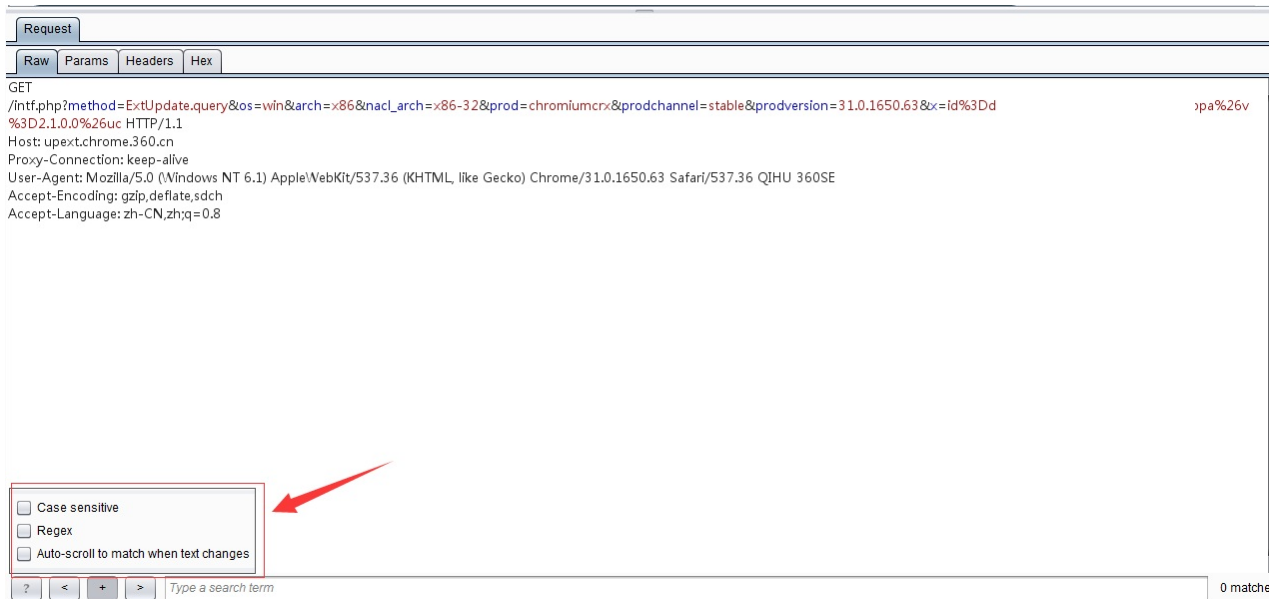 Request
Raw Params Headers Hex
GET
/intf.php?method=ExtUpdate.query&os=win&arch=x86&nacl_arch=x86-32&prod=chromiumcrx&prodchannel=stable&prodversion=31.0.1650.63&x=id%3Dd ppa%26v
%3D2.1.0.0%26uc HTTP/1.1
Host: upext.chrome.360.cn
Proxy-Connection: keep-alive
User-Agent: Mozilla/5.0 (Windows NT 6.1) AppleWebKit/537.36 (KHTML, like Gecko) Chrome/31.0.1650.63 Safari/537.36 QIHU 360SE
Accept-Encoding: gzip,deflate,sdch
Accept-Language: zh-CN,zh;q=0.8
Case sensitive
Regex
Auto-scroll to match when text changes
? < + > Type a search term 0 matche